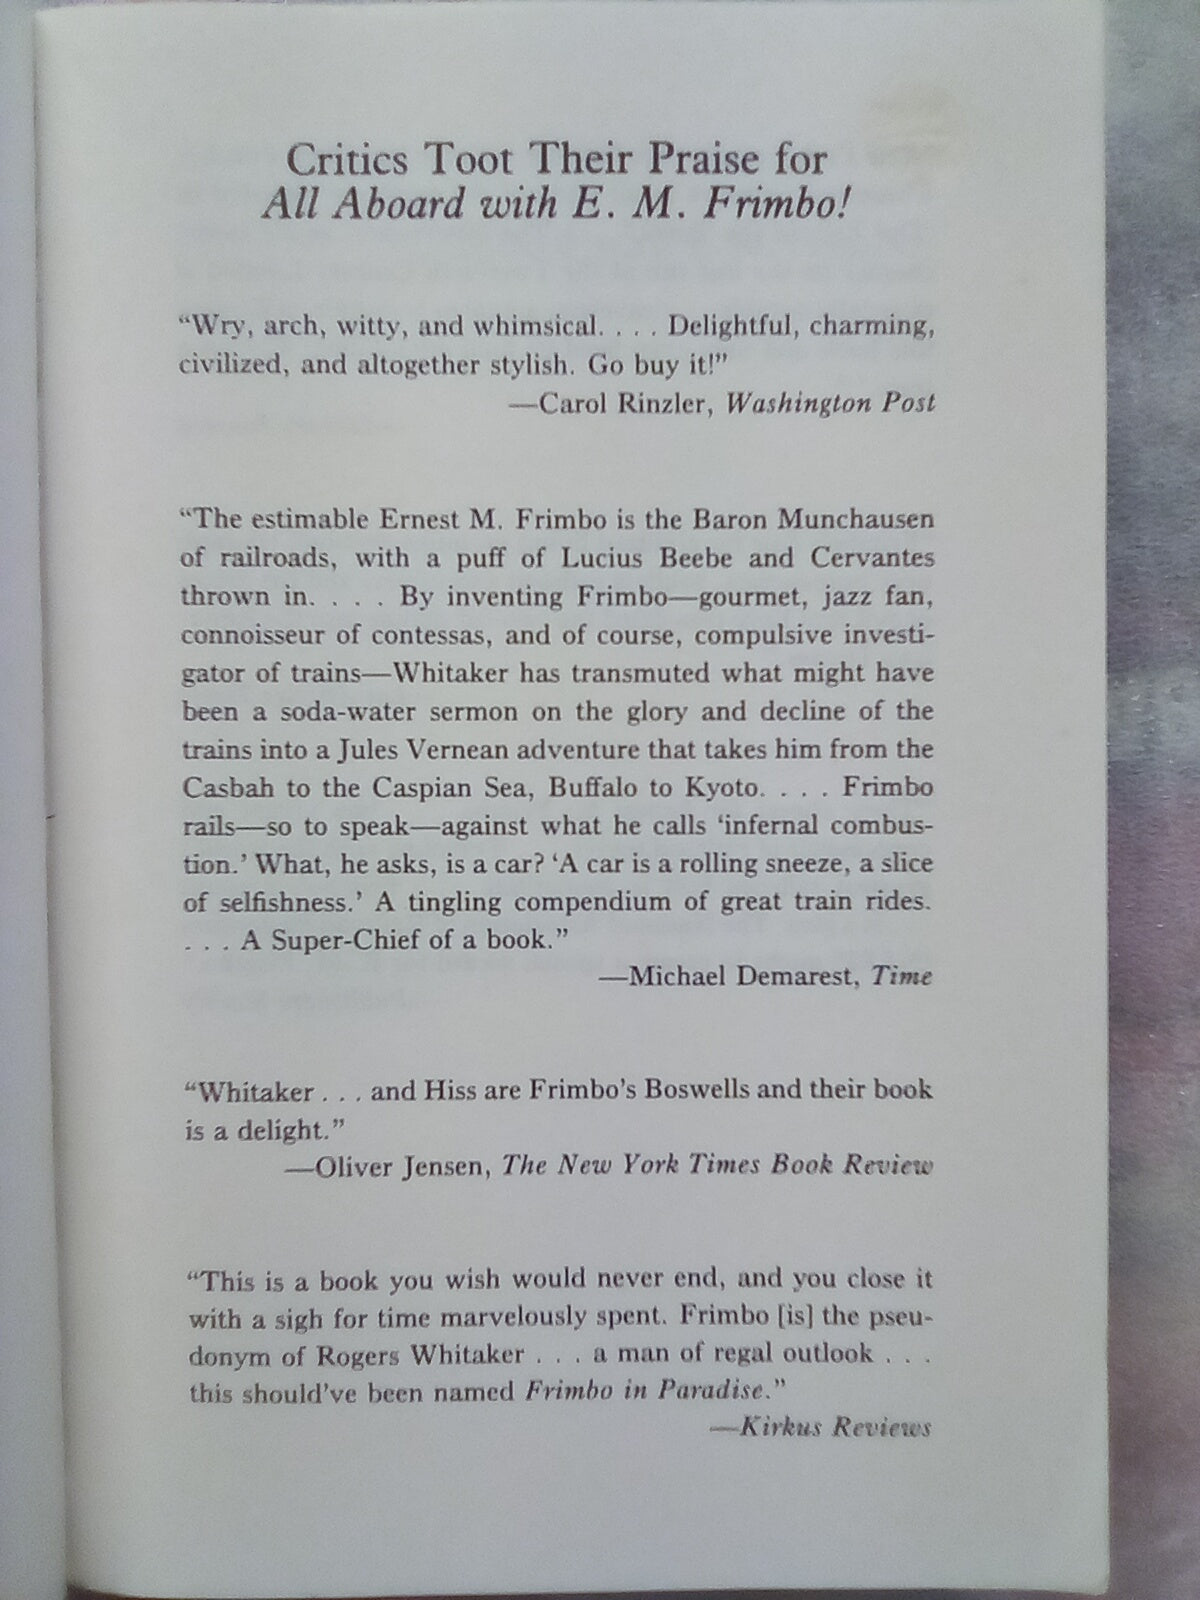 Critics Toot Their Praise for
All Aboard with E. M. Frimbo!
“Wry, arch, witty, and whimsical. . . . Delightful, charming,
civilized, and altogether stylish. Go buy it!”
—Carol Rinzler, Washington Post
“The estimable Ernest M. Frimbo is the Baron Munchausen
of railroads, with a puff of Lucius Beebe and Cervantes
thrown in. . . . By inventing Frimbo—gourmet, jazz fan,
connoisseur of contessas, and of course, compulsive investi-
gator of trains—Whitaker has transmuted what might have
been a soda-water sermon on the glory and decline of the
trains into a Jules Vernean adventure that takes him from the
Casbah to the Caspian Sea, Buffalo to Kyoto. . . . Frimbo
rails—so to speak—against what he calls ‘infernal combus-
tion.’ What, he asks, is a car? ‘A car is a rolling sneeze, a slice
of selfishness.’ A tingling compendium of great train rides.
. . . A Super-Chief of a book.”
—Michael Demarest, Time
“Whitaker . . . and Hiss are Frimbo’s Boswells and their book
is a delight.”
—Oliver Jensen, The New York Times Book Review
“This is a book you wish would never end, and you close it
with a sigh for time marvelously spent. Frimbo [is] the pseu-
donym of Rogers Whitaker . . . a man of regal outlook . . .
this should’ve been named Frimbo in Paradise.”
—Kirkus Reviews